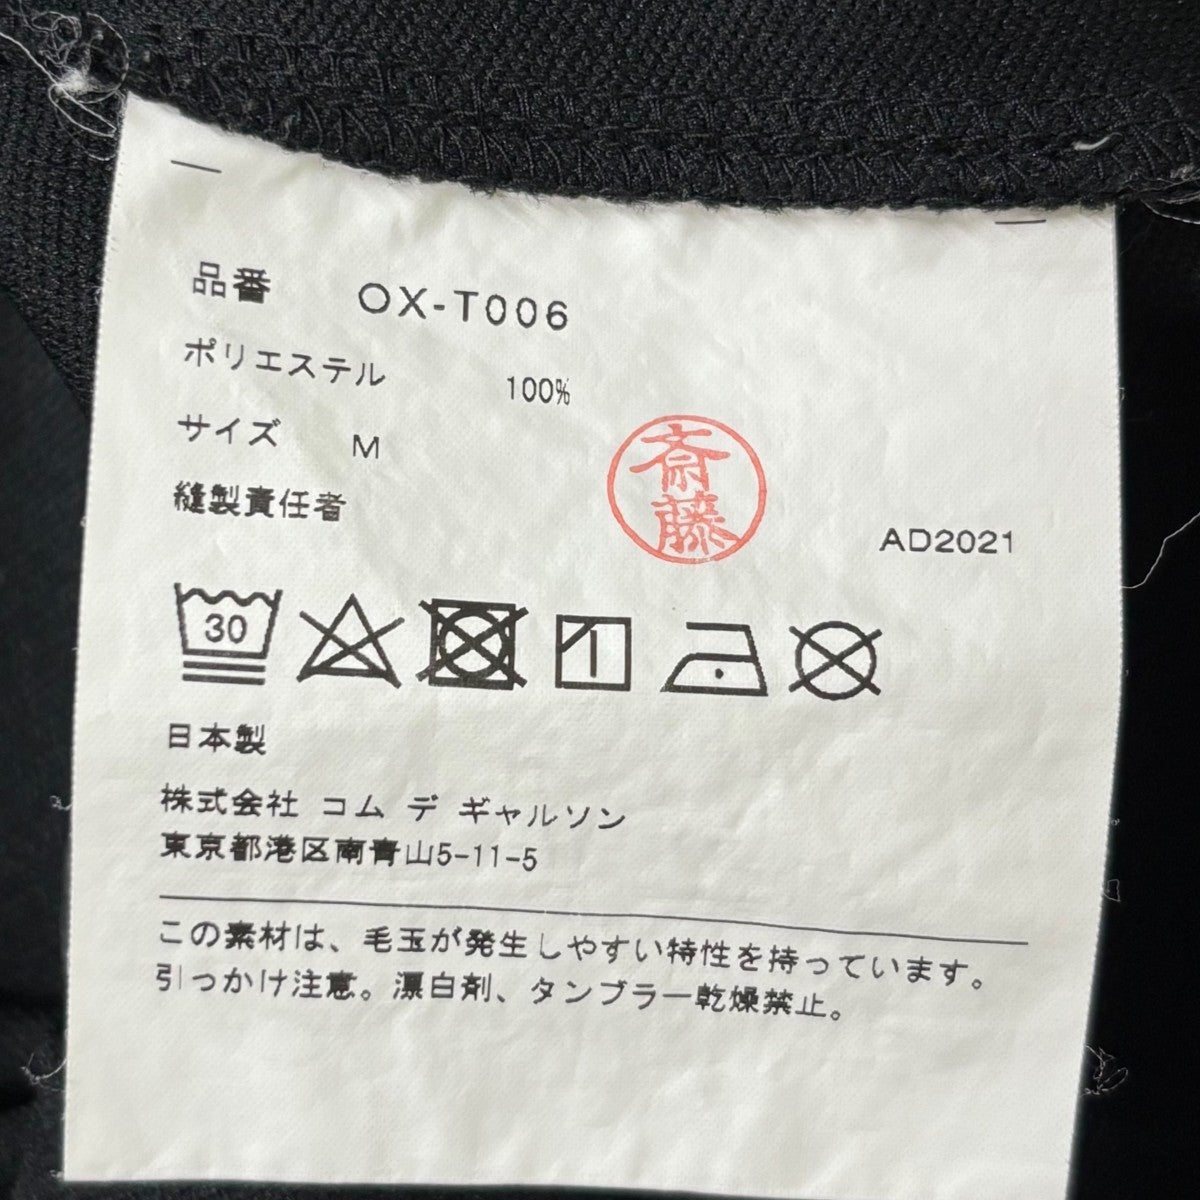 品番 OX-T006
ポリエステル 100%
サイズ M
縫製責任者
斎藤
AD2021
30
日本製
株式会社 コム デ ギャルソン
東京都港区南青山5-11-5
この素材は、毛玉が発生しやすい特性を持っています。
引っかけ注意。漂白剤、タンブラー乾燥禁止。